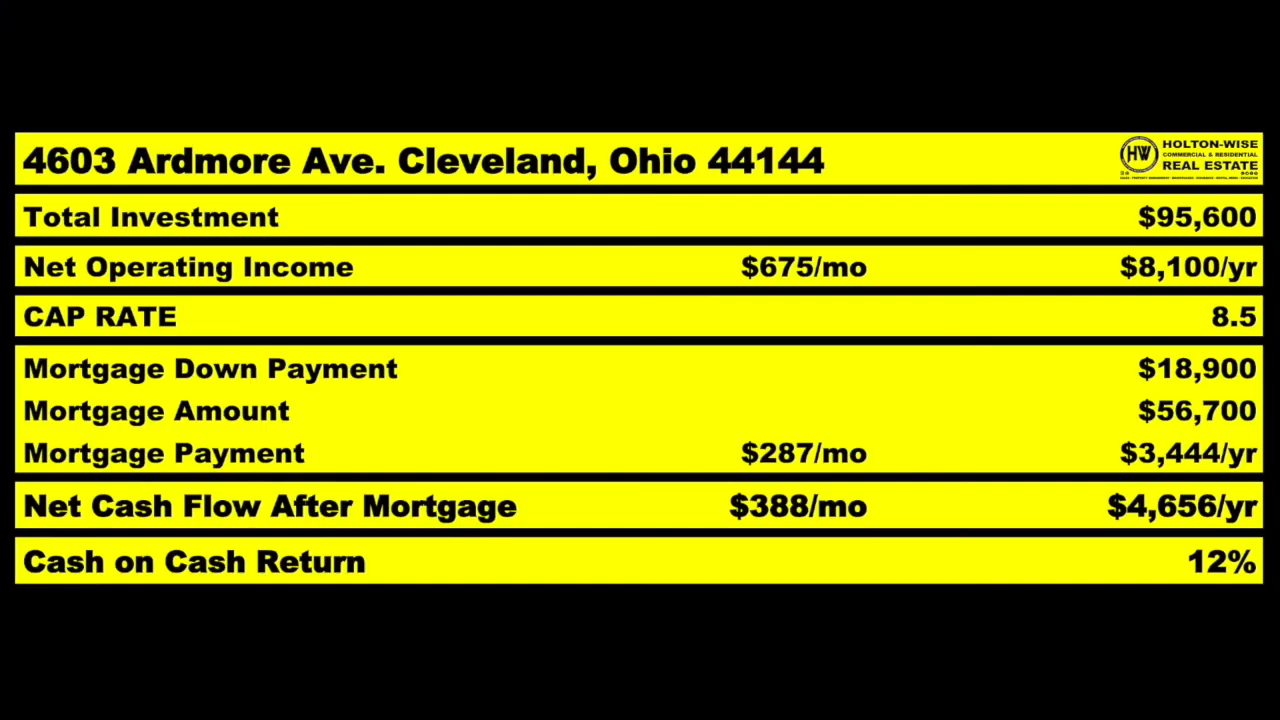 4603 Ardmore Ave. Cleveland, Ohio 44144
HW
HOLTON-WISE
COMMERCIAL & RESIDENTIAL
REAL ESTATE
Total Investment $95,600
Net Operating Income $675/mo $8,100/yr
CAP RATE 8.5
Mortgage Down Payment $18,900
Mortgage Amount $56,700
Mortgage Payment $287/mo $3,444/yr
Net Cash Flow After Mortgage $388/mo $4,656/yr
Cash on Cash Return 12%